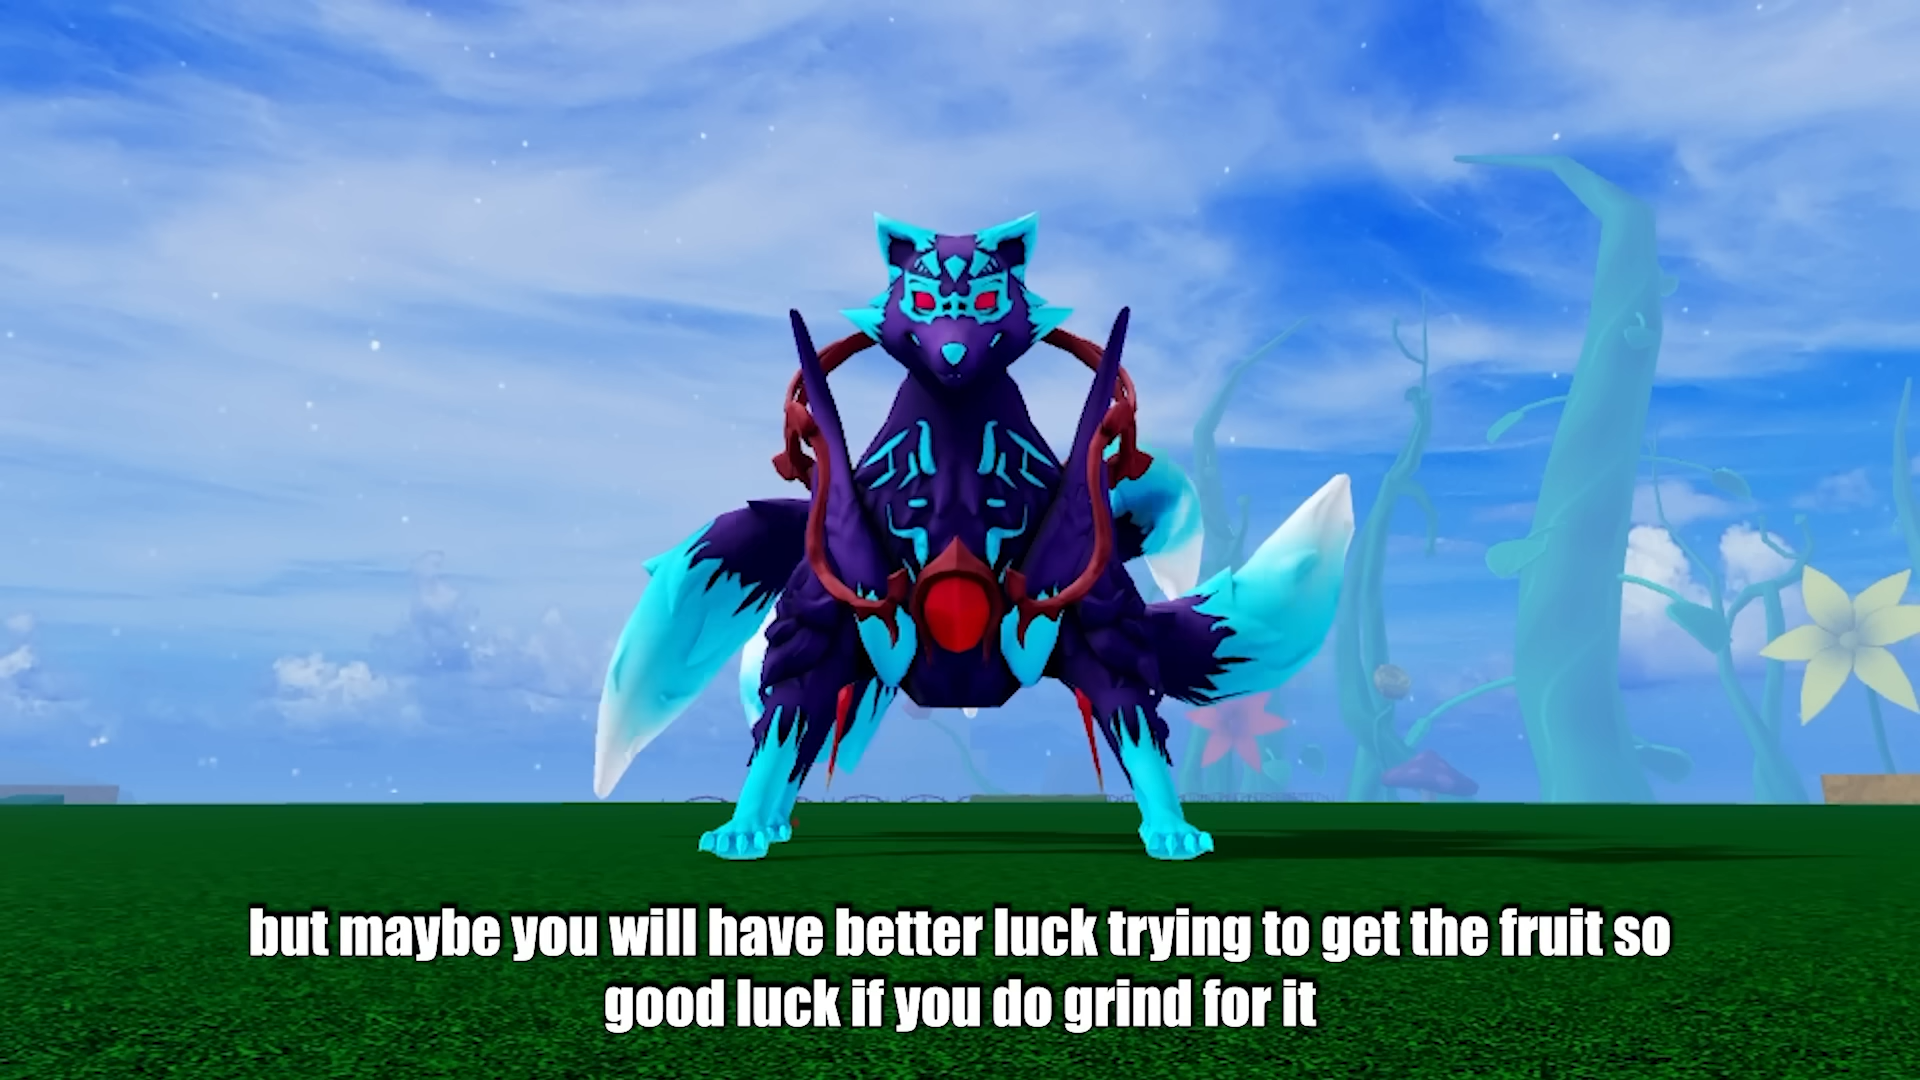 but maybe you will have better luck trying to get the fruit so
good luck if you do grind for it